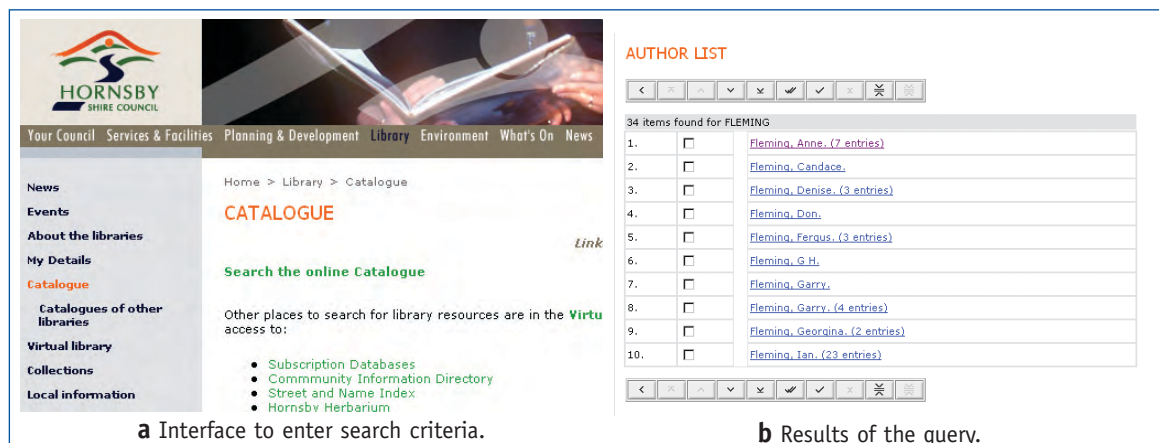 HORNSBY
SHIRE COUNCIL
Your Council Services & Facilities Planning & Development Library Environment What's On News
News
Events
About the libraries
My Details
Catalogue
Catalogues of other
libraries
Virtual library
Collections
Local information
Home > Library > Catalogue
CATALOGUE
Link
Search the online Catalogue
Other places to search for library resources are in the Virtu
access to:
• Subscription Databases
• Commmunity Information Directory
• Street and Name Index
• Hornsby Herbarium
a Interface to enter search criteria.
AUTHOR LIST
34 items found for FLEMING
1. Fleming, Anne. (7 entries)
2. Fleming, Candace.
3. Fleming, Denise. (3 entries)
4. Fleming, Don.
5. Fleming, Fergus. (3 entries)
6. Fleming, G H.
7. Fleming, Garry.
8. Fleming, Garry. (4 entries)
9. Fleming, Georgina. (2 entries)
10. Fleming, Ian. (23 entries)
b Results of the query.